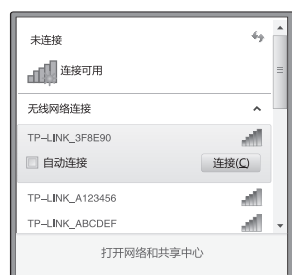 未连接
连接可用
无线网络连接
TP-LINK_3F8E90
自动连接 连接(C)
TP-LINK_A123456
TP-LINK_ABCDEF
打开网络和共享中心